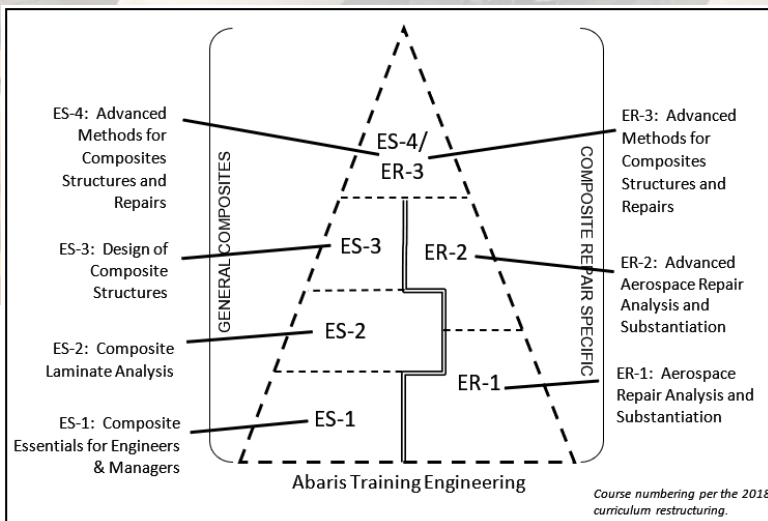 ES-4: Advanced
Methods for
Composites
Structures and
Repairs
ES-3: Design of
Composite
Structures
ES-2: Composite
Laminate Analysis
ES-1: Composite
Essentials for Engineers
& Managers
GENERAL COMPOSITES
ES-4/
ER-3
ES-3
ER-2
ES-2
ER-1
ES-1
COMPOSITE REPAIR SPECIFIC
ER-3: Advanced
Methods for
Composites
Structures and
Repairs
ER-2: Advanced
Aerospace Repair
Analysis and
Substantiation
ER-1: Aerospace
Repair Analysis and
Substantiation
Abaris Training Engineering
Course numbering per the 2018
curriculum restructuring.